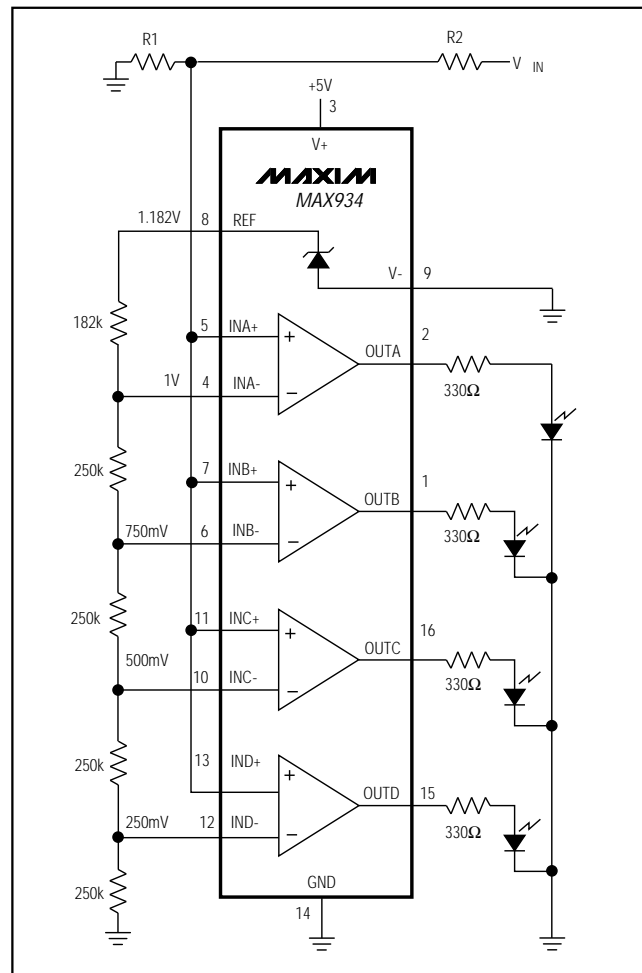 R1
R2
V IN
+5V
3
V+
MAXIM
MAX934
1.182V 8 REF
V- 9
182k
5 INA+
OUTA 2
+
1V 4 INA-
−
330Ω
250k
7 INB+
OUTB 1
+
750mV 6 INB-
−
330Ω
250k
11 INC+
OUTC 16
+
500mV
10 INC-
−
330Ω
250k
13 IND+
OUTD 15
+
250mV 12 IND-
−
330Ω
250k
GND
14